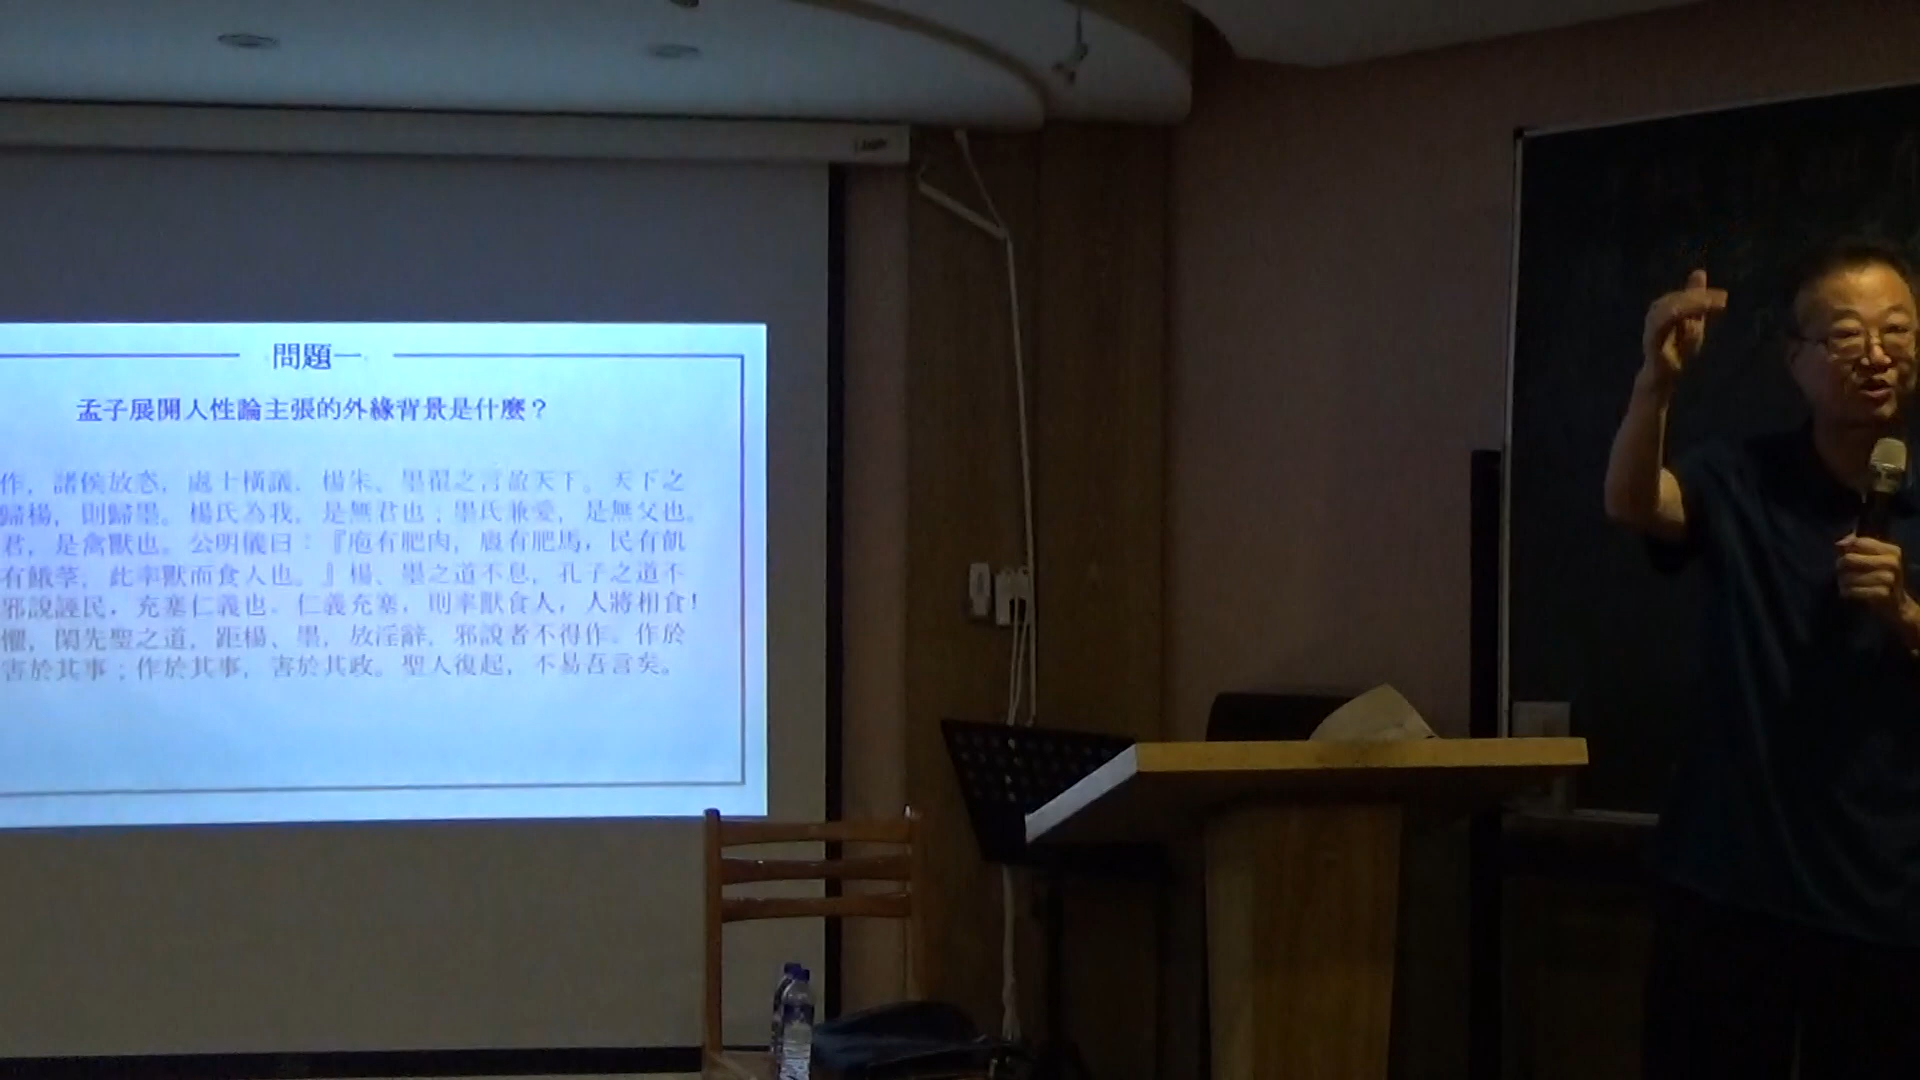 問題一
孟子展開人性論主張的外緣背景是什麼？
作，諸侯放恣，處士橫議，楊朱、墨翟之言盈天下。天下之
歸楊，則歸墨。楊氏為我，是無君也；墨氏兼愛，是無父也。
君，是禽獸也。公明儀曰：『庖有肥肉，廄有肥馬，民有飢
有餓莩，此率獸而食人也。』楊、墨之道不息，孔子之道不
邪說誣民，充塞仁義也。仁義充塞，則率獸食人，人將相食！
懼，閑先聖之道，距楊、墨，放淫辭，邪說者不得作。作於
害於其事；作於其事，害於其政。聖人復起，不易吾言矣。